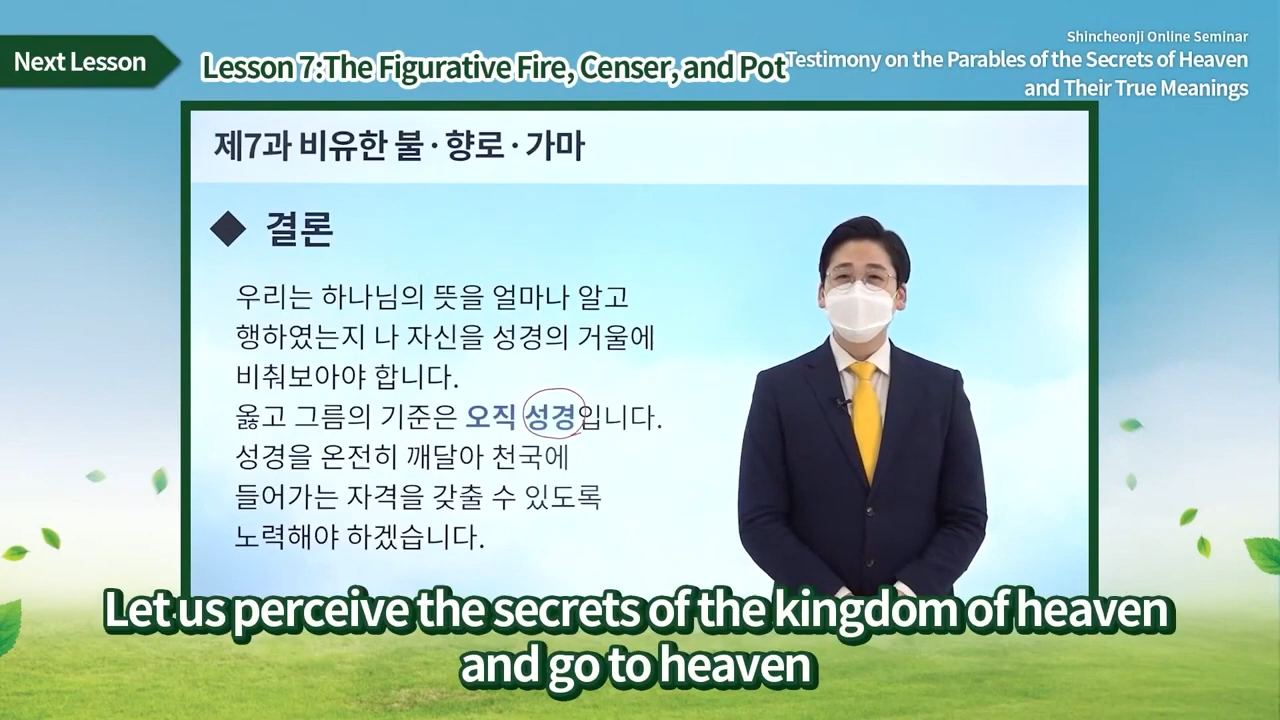 Next Lesson
Lesson 7:The Figurative Fire, Censer, and Pot
Shincheonji Online Seminar
Testimony on the Parables of the Secrets of Heaven
and Their True Meanings
제7과 비유한 불·향로·가마
◆ 결론
우리는 하나님의 뜻을 얼마나 알고
행하였는지 나 자신을 성경의 거울에
비춰보아야 합니다.
옳고 그름의 기준은 오직 성경입니다.
성경을 온전히 깨달아 천국에
들어가는 자격을 갖출 수 있도록
노력해야 하겠습니다.
Let us perceive the secrets of the kingdom of heaven
and go to heaven